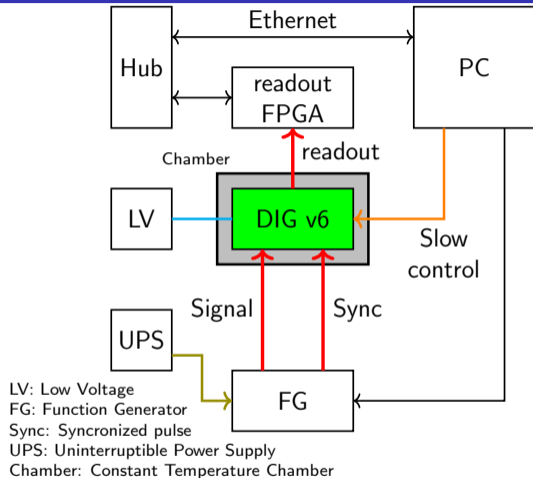 Ethernet
Hub
PC
readout
FPGA
readout
Chamber
LV
DIG v6
Slow
control
Signal
Sync
UPS
FG
LV: Low Voltage
FG: Function Generator
Sync: Syncronized pulse
UPS: Uninterruptible Power Supply
Chamber: Constant Temperature Chamber